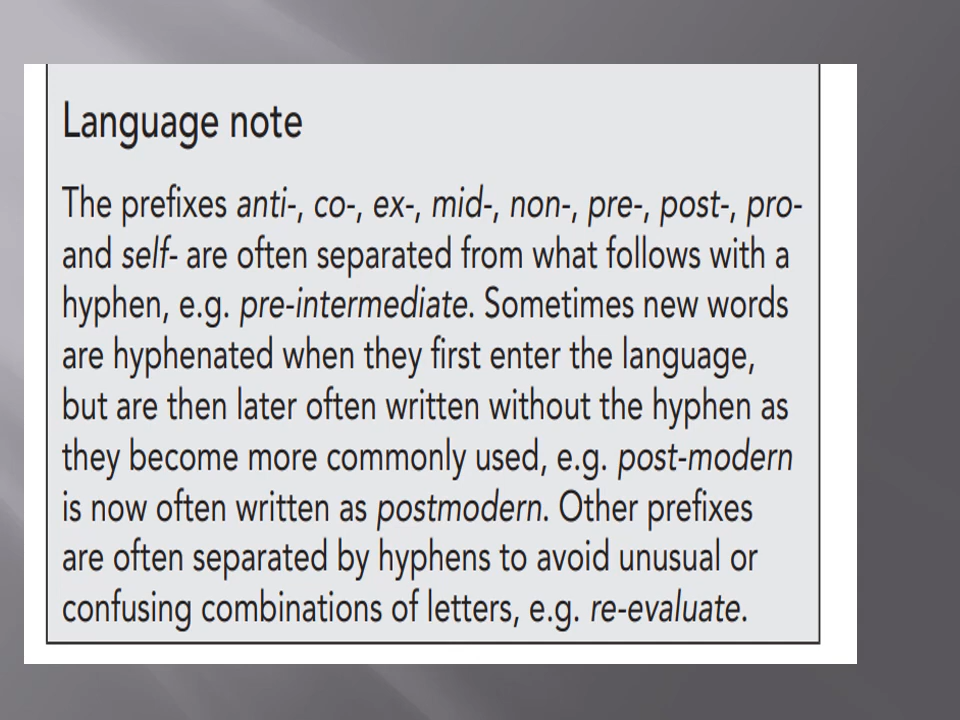 Language note
The prefixes anti-, co-, ex-, mid-, non-, pre-, post-, pro-
and self- are often separated from what follows with a
hyphen, e.g. pre-intermediate. Sometimes new words
are hyphenated when they first enter the language,
but are then later often written without the hyphen as
they become more commonly used, e.g. post-modern
is now often written as postmodern. Other prefixes
are often separated by hyphens to avoid unusual or
confusing combinations of letters, e.g. re-evaluate.